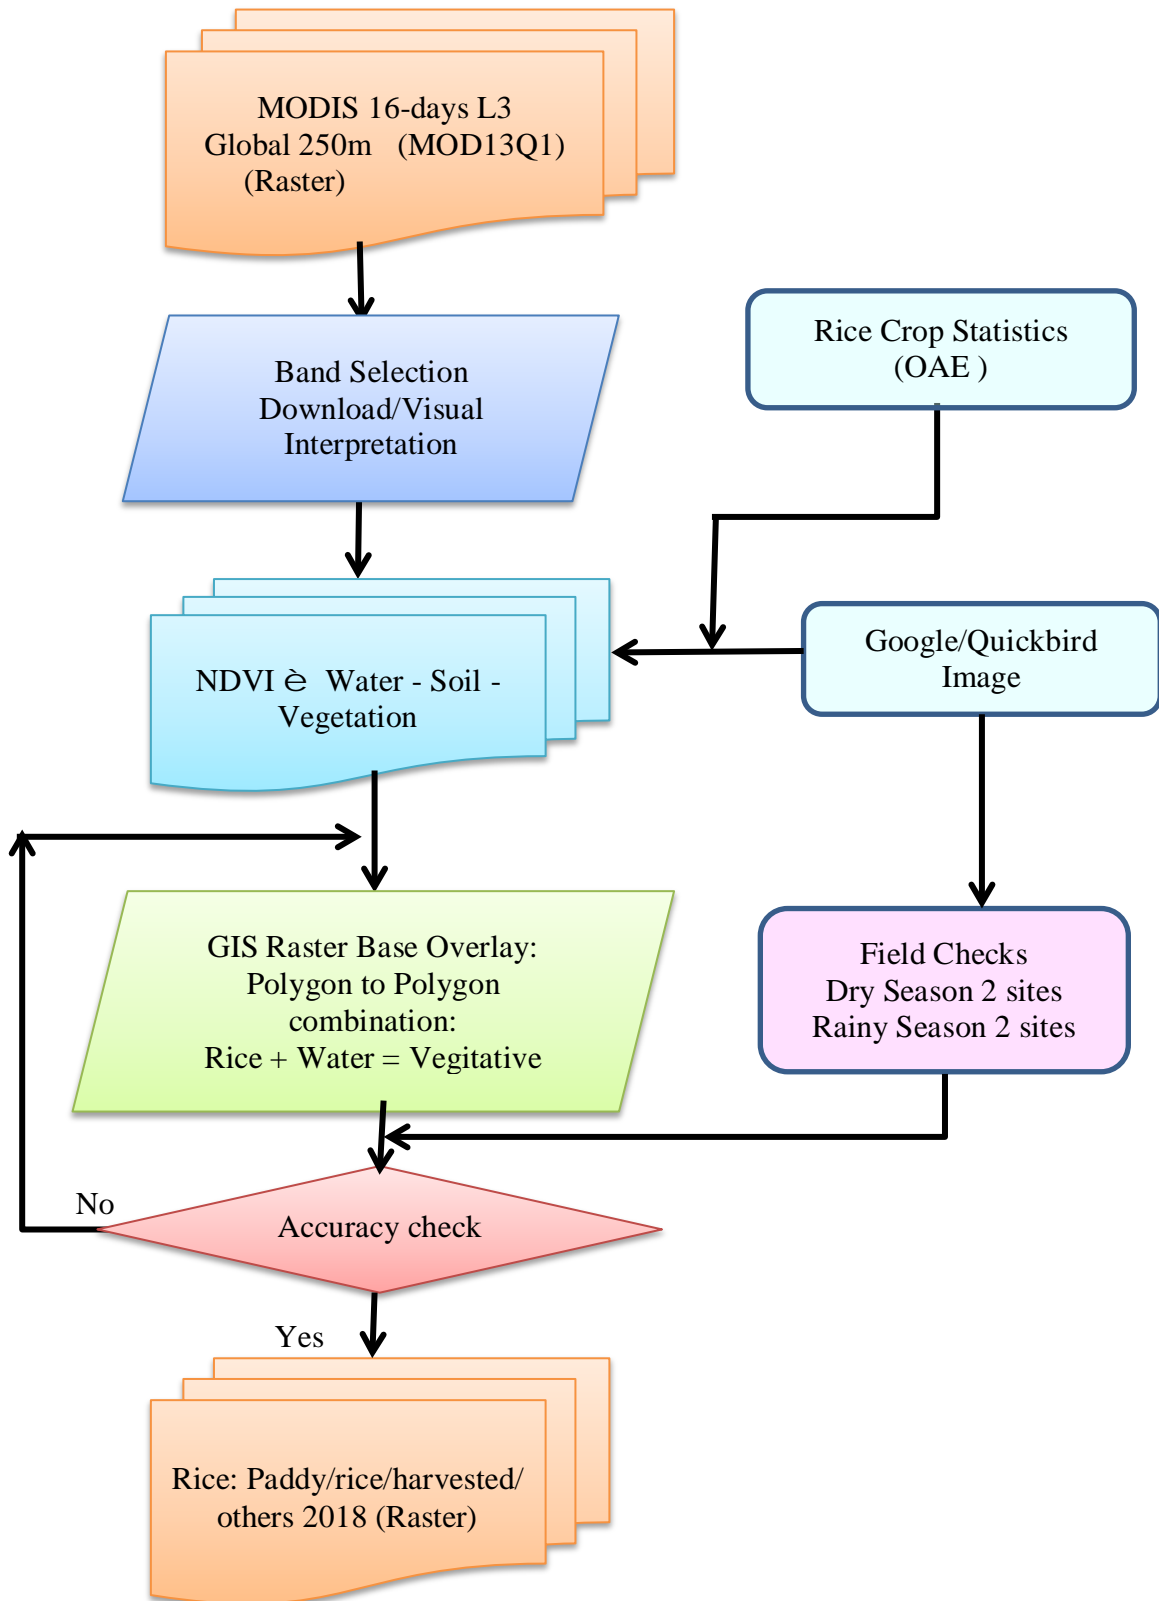 MODIS 16-days L3
Global 250m (MOD13Q1)
(Raster)
Band Selection
Download/Visual
Interpretation
Rice Crop Statistics
(OAE )
NDVI è Water - Soil -
Vegetation
Google/Quickbird
Image
GIS Raster Base Overlay:
Polygon to Polygon
combination:
Rice + Water = Vegitative
Field Checks
Dry Season 2 sites
Rainy Season 2 sites
No
Accuracy check
Yes
Rice: Paddy/rice/harvested/
others 2018 (Raster)